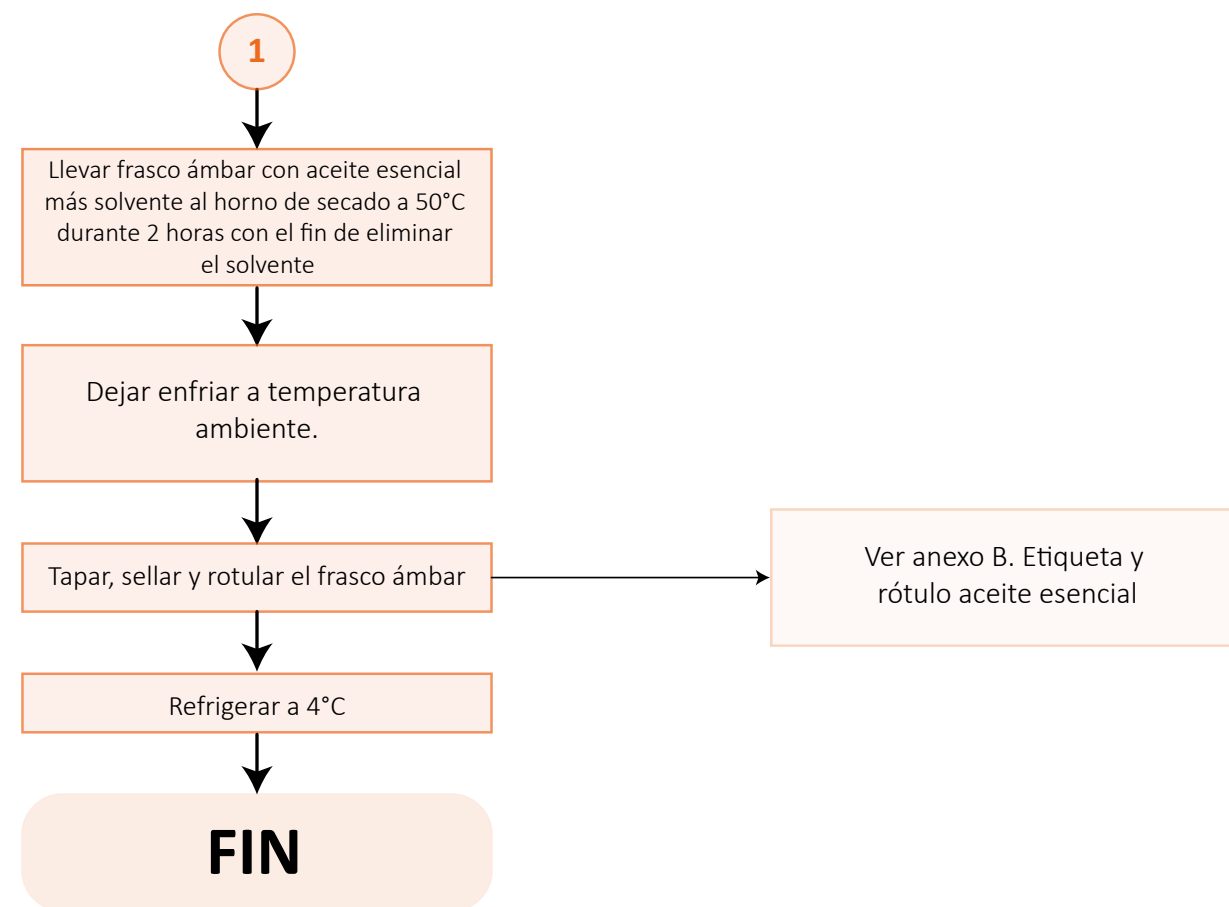 1
Llevar frasco ámbar con aceite esencial
más solvente al horno de secado a 50°C
durante 2 horas con el fin de eliminar
el solvente
Dejar enfriar a temperatura
ambiente.
Tapar, sellar y rotular el frasco ámbar
Ver anexo B. Etiqueta y
rótulo aceite esencial
Refrigerar a 4°C
FIN